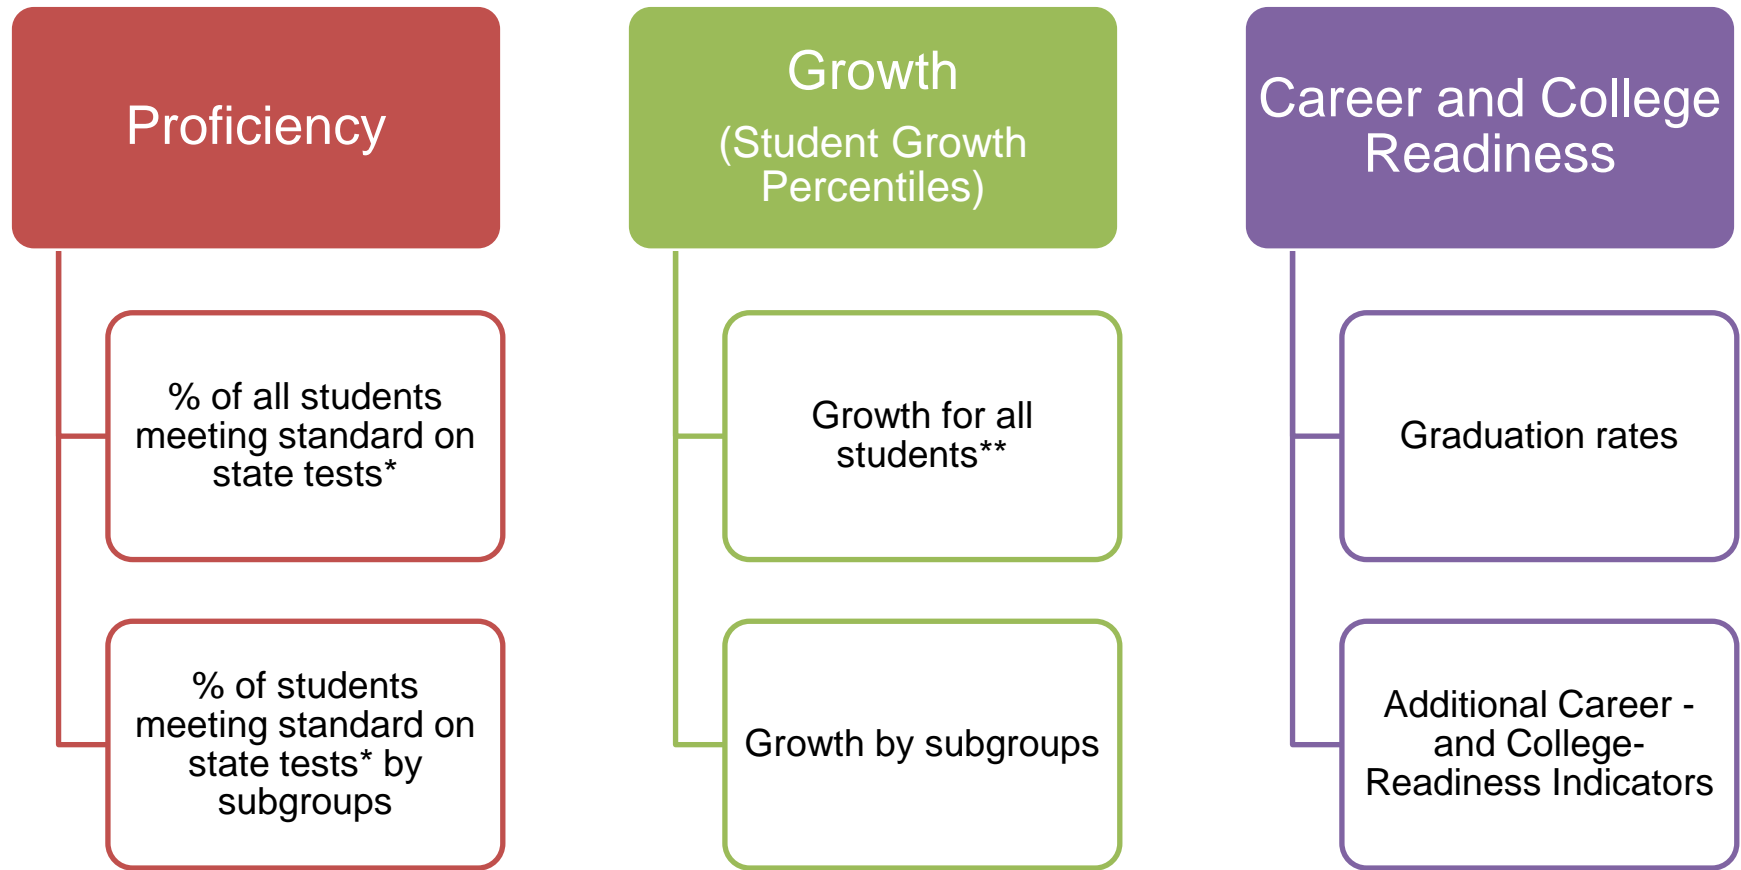 Proficiency
% of all students
meeting standard on
state tests*
% of students
meeting standard on
state tests* by
subgroups
Growth
(Student Growth
Percentiles)
Growth for all
students**
Growth by subgroups
Career and College
Readiness
Graduation rates
Additional Career -
and College-
Readiness Indicators